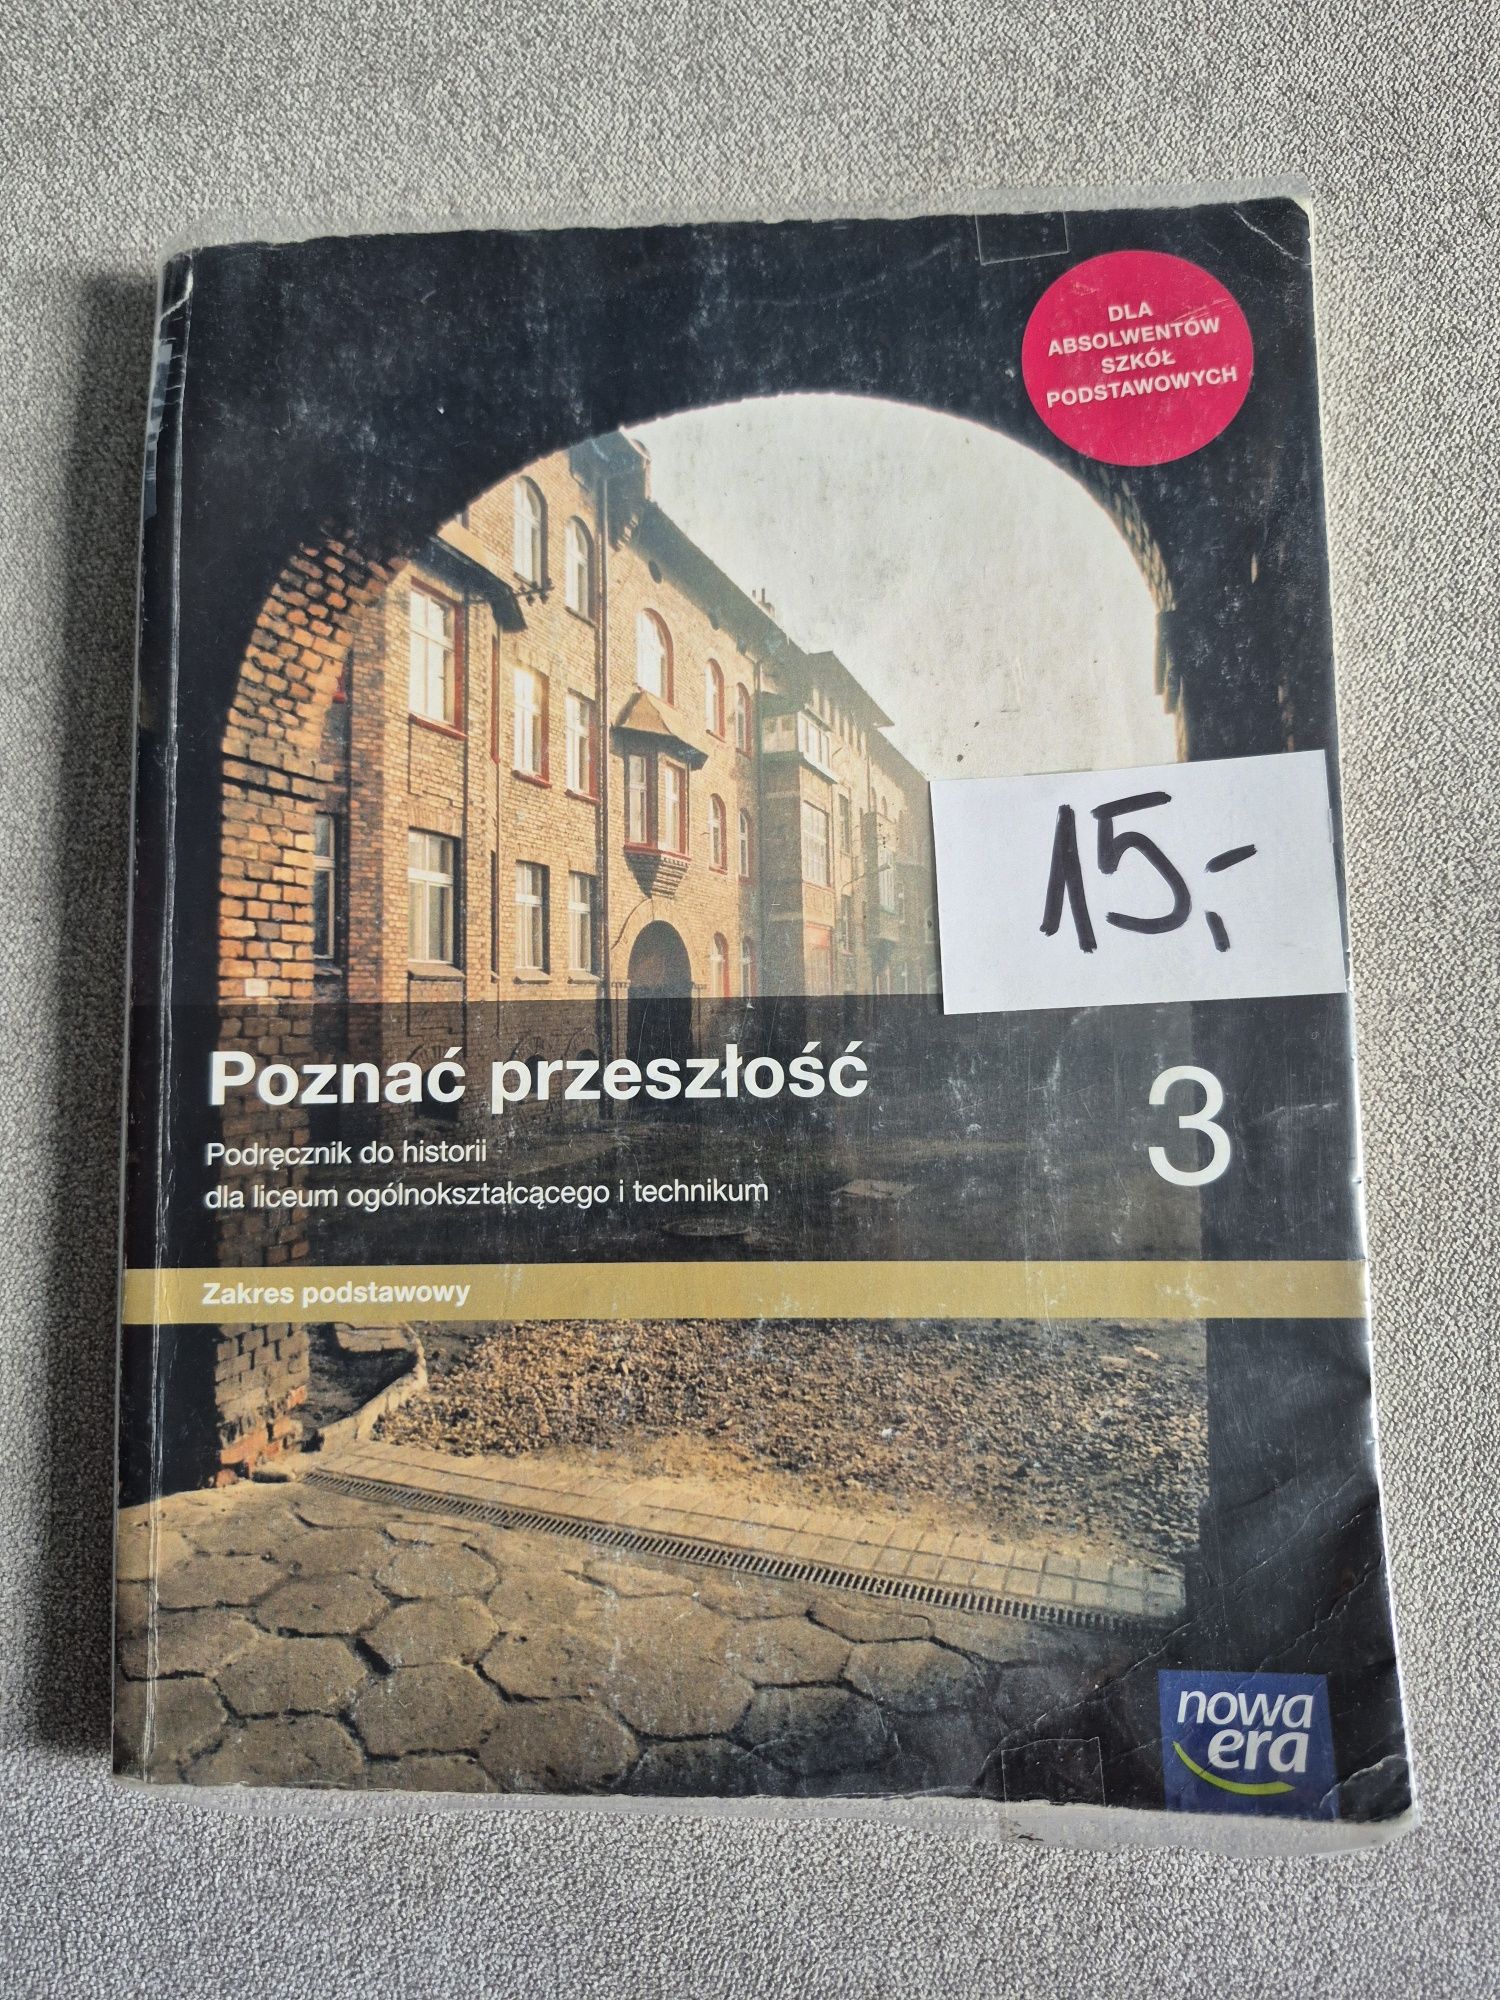 DLA
ABSOLWENTÓW
SZKÓŁ
PODSTAWOWYCH
15,-
Poznać przeszłość
3
Podręcznik do historii
dla liceum ogólnokształcącego i technikum
Zakres podstawowy
nowa
era